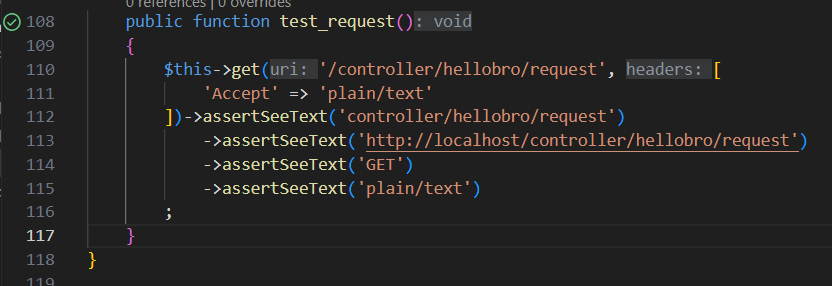 0 references | 0 overrides
108 public function test_request(): void
109 {
110 $this->get(uri: '/controller/hellobro/request', headers: [
111 'Accept' => 'plain/text'
112 ])->assertSeeText('controller/hellobro/request')
113 ->assertSeeText('http://localhost/controller/hellobro/request')
114 ->assertSeeText('GET')
115 ->assertSeeText('plain/text')
116 ;
117 }
118 }
119